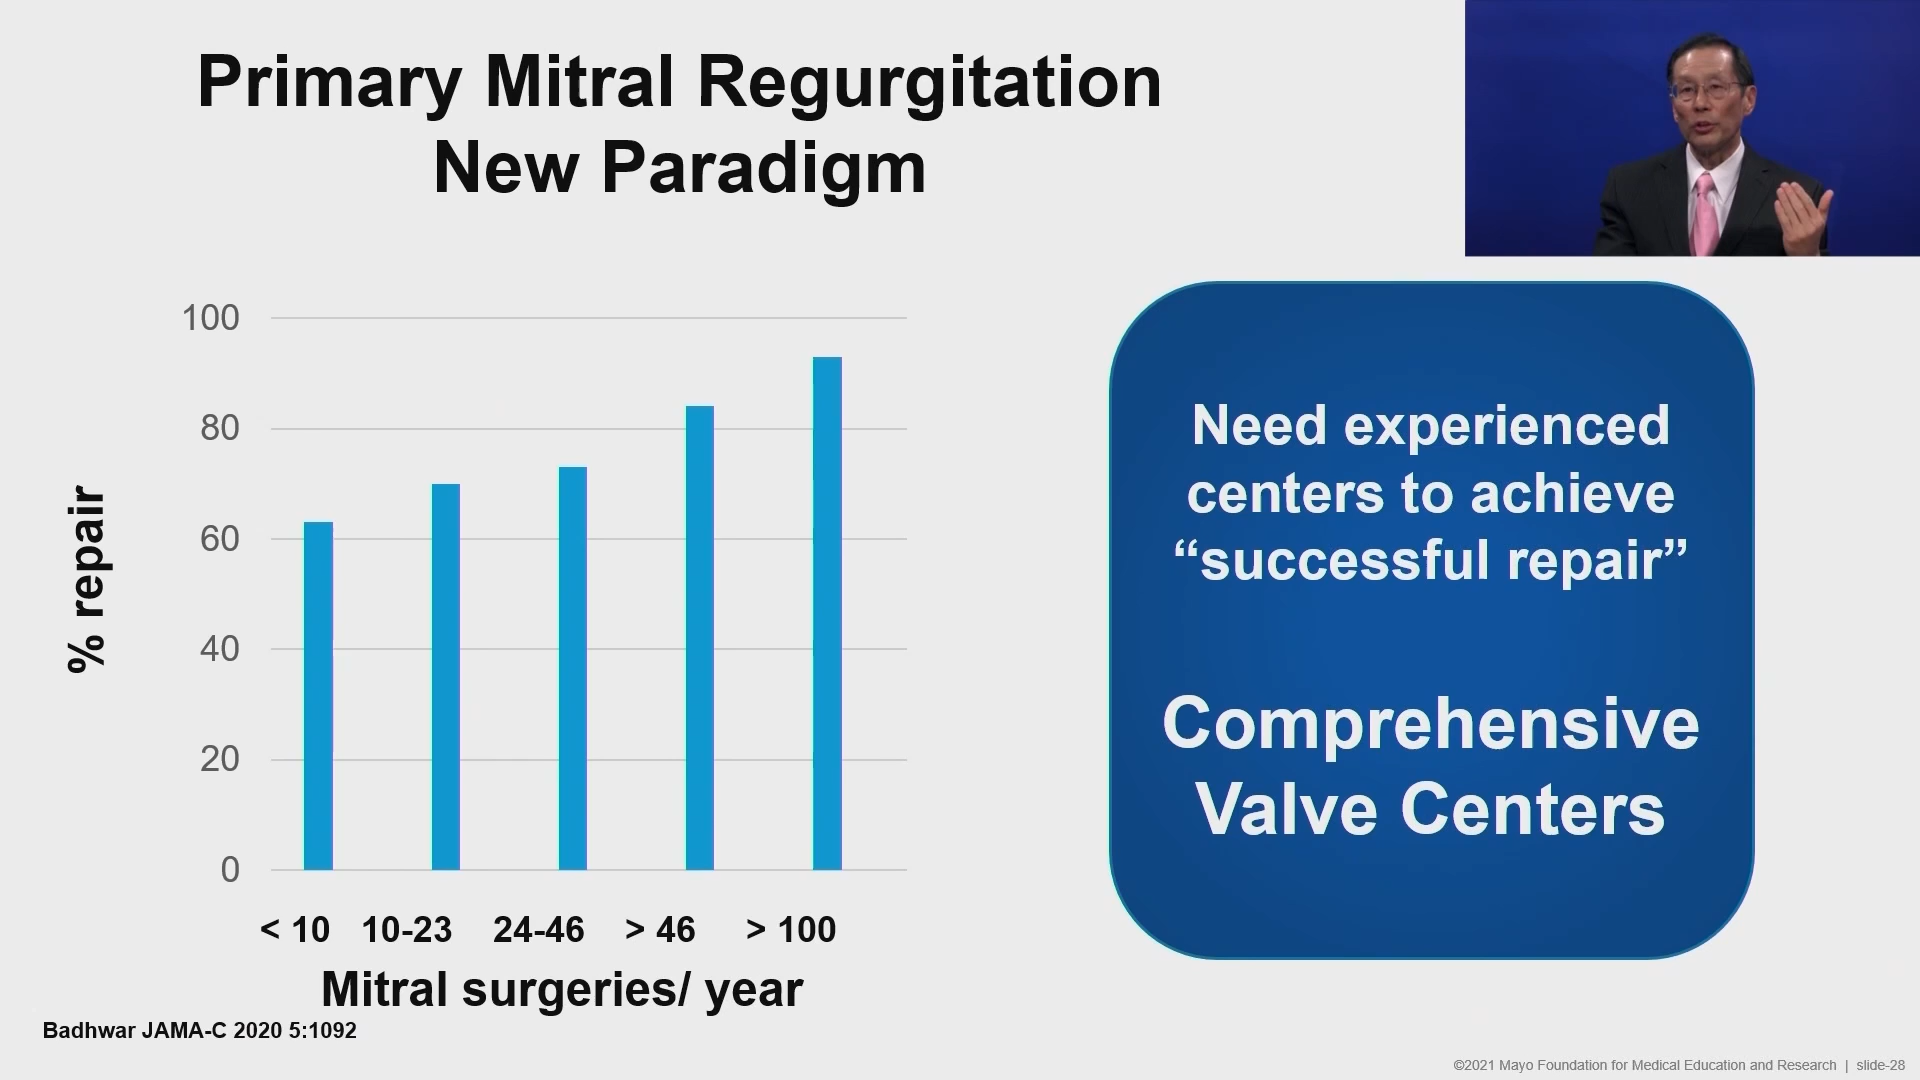 Primary Mitral Regurgitation
New Paradigm
100
80
60
40
20
0
% repair
< 10 10-23 24-46 > 46 > 100
Mitral surgeries/ year
Badhwar JAMA-C 2020 5:1092
Need experienced
centers to achieve
“successful repair”
Comprehensive
Valve Centers
©2021 Mayo Foundation for Medical Education and Research | slide-28